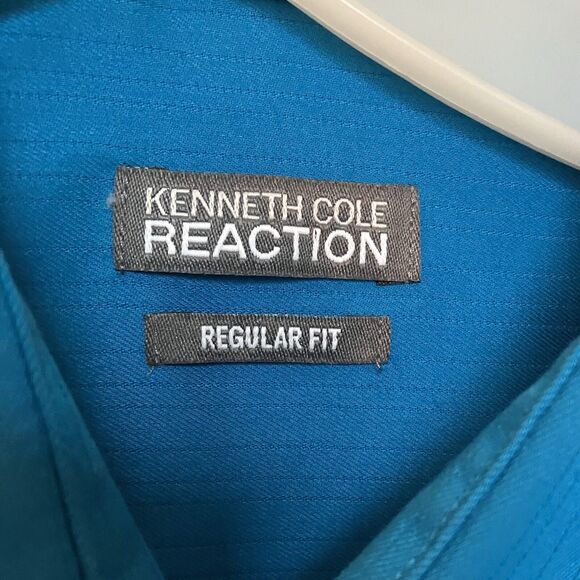 KENNETH COLE
REACTION
REGULAR FIT